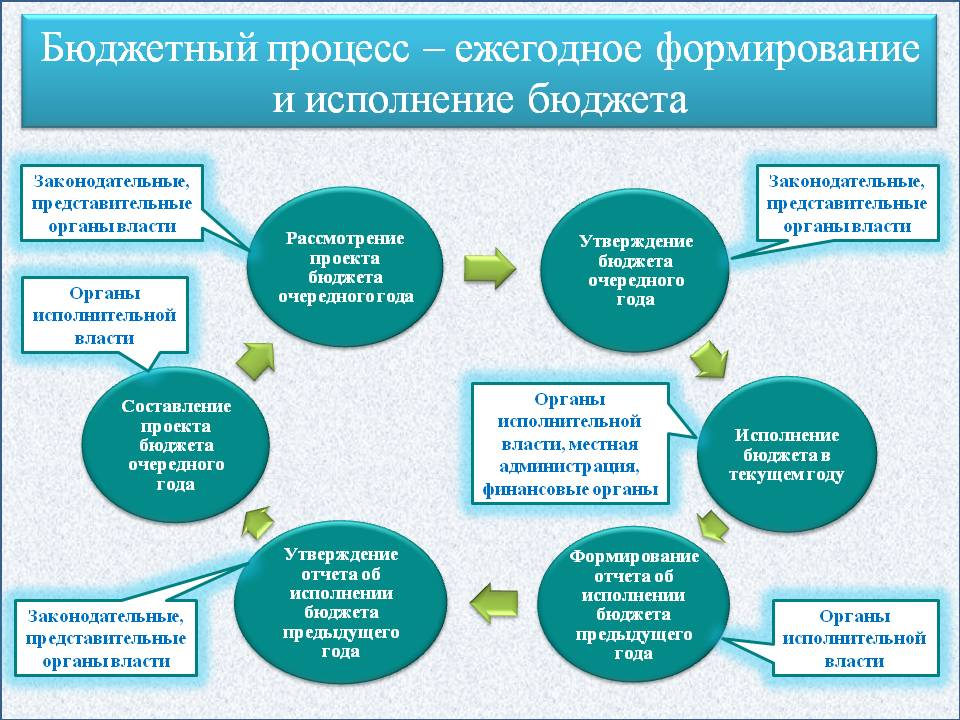 Бюджетный процесс – ежегодное формирование
и исполнение бюджета
Законодательные,
представительные
органы власти
Рассмотрение
проекта
бюджета
очередного года
Утверждение
бюджета
очередного
года
Законодательные,
представительные
органы власти
Органы
исполнительной
власти
Составление
проекта
бюджета
очередного
года
Органы
исполнительной
власти, местная
администрация,
финансовые органы
Исполнение
бюджета в
текущем году
Утверждение
отчета об
исполнении
бюджета
предыдущего
года
Формирование
отчета об
исполнении
бюджета
предыдущего
года
Законодательные,
представительные
органы власти
Органы
исполнительной
власти